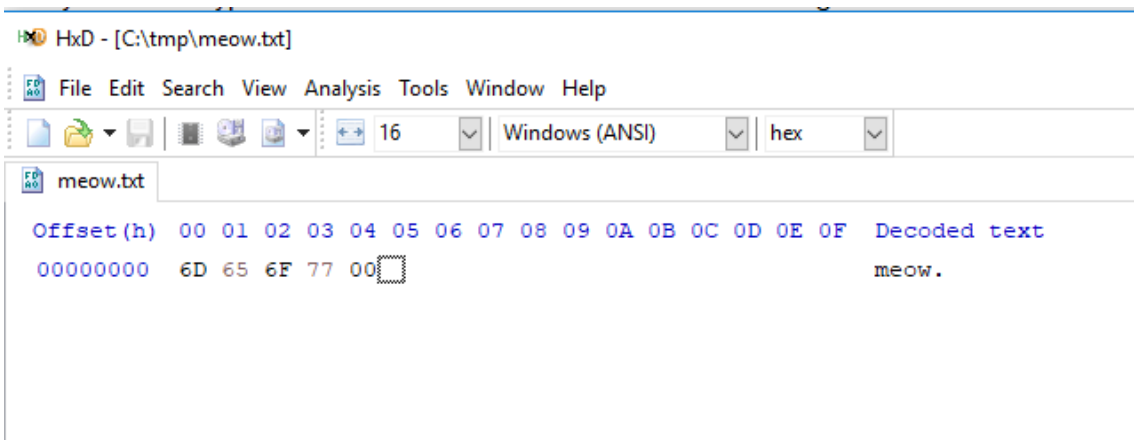 HxD - [C:\tmp\meow.txt]
File Edit Search View Analysis Tools Window Help
16 Windows (ANSI) hex
meow.txt
Offset(h) 00 01 02 03 04 05 06 07 08 09 0A 0B 0C 0D 0E 0F Decoded text
00000000 6D 65 6F 77 00 meow.